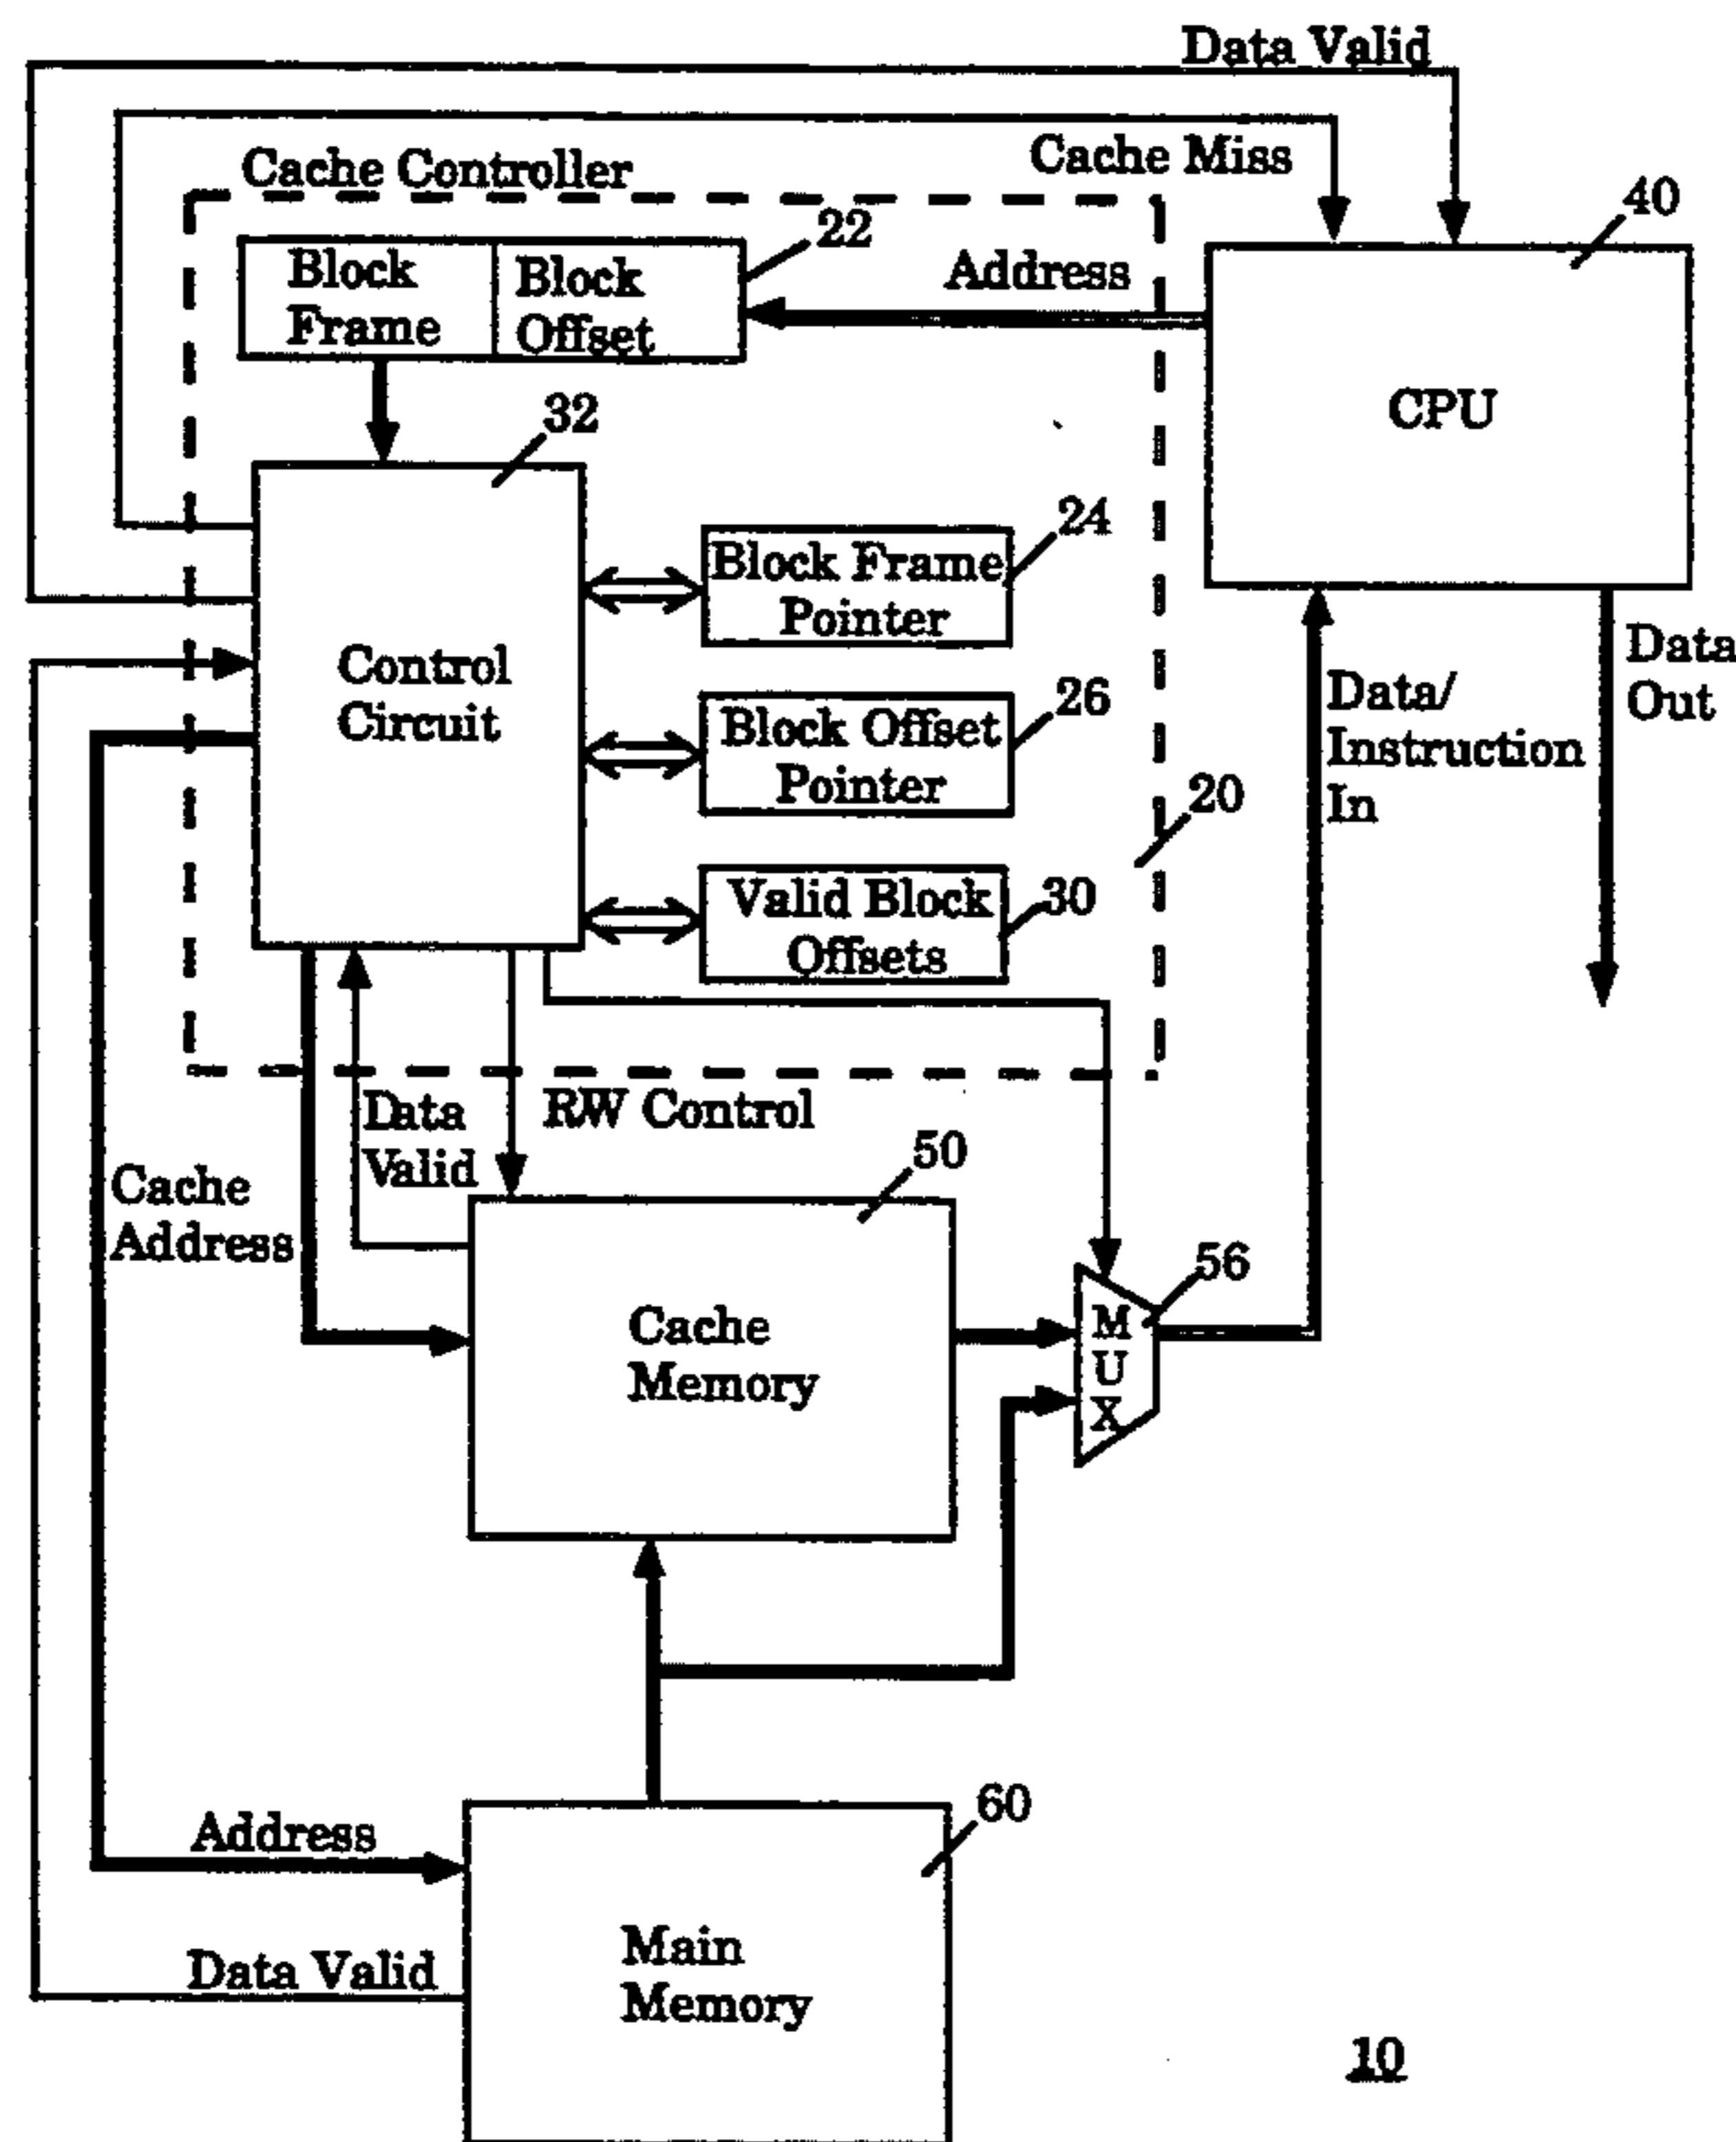 Data Valid
Cache Miss
Cache Controller
40
22
Block
Frame
Block
Offset
Address
CPU
32
24
Block Frame
Pointer
Control
Circuit
26
Block Offset
Pointer
Data
Out
Data/
Instruction
In
20
30
Valid Block
Offsets
Data
Valid
RW Control
50
Cache
Address
56
Cache
Memory
M
U
X
60
Address
Main
Memory
Data Valid
10